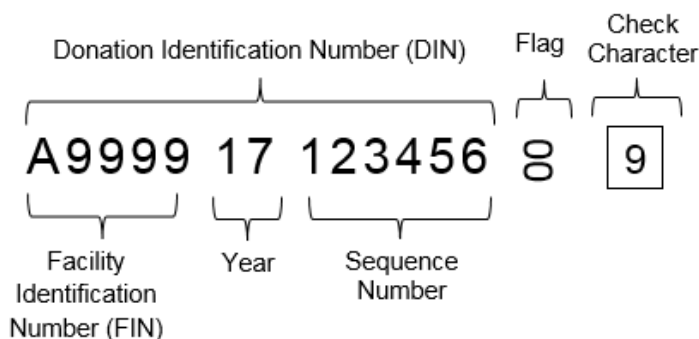 Donation Identification Number (DIN)
Flag
Check
Character
A9999 17 123456 00 9
Facility
Identification
Number (FIN)
Year
Sequence
Number